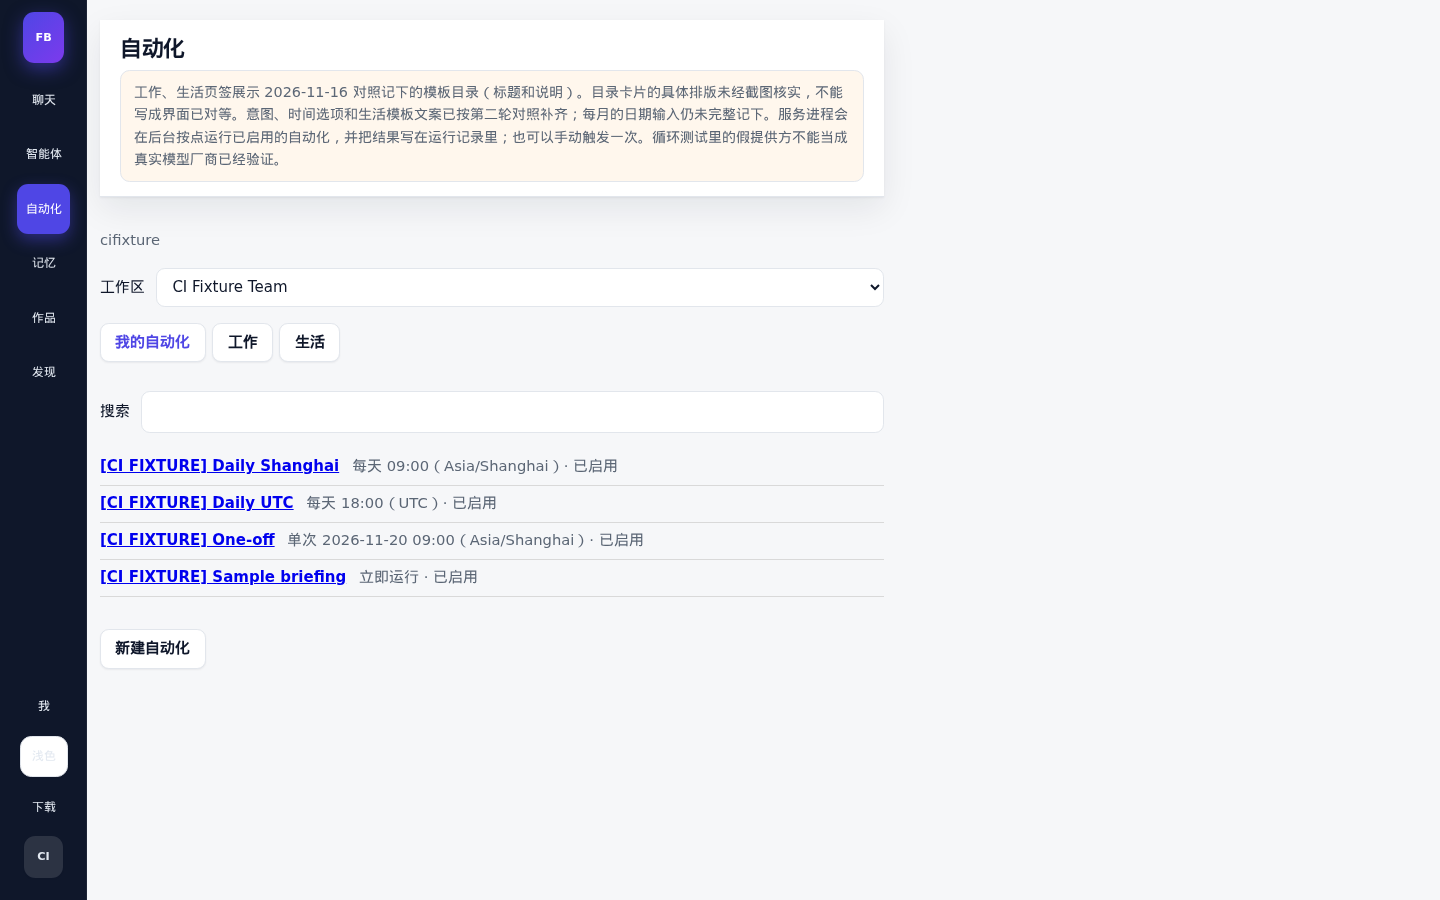 FB
聊天
智能体
自动化
记忆
作品
发现
我
浅色
下载
CI
自动化
工作、生活页签展示 2026-11-16 对照记下的模板目录（标题和说明）。目录卡片的具体排版未经截图核实，不能
写成界面已对等。意图、时间选项和生活模板文案已按第二轮对照补齐；每月的日期输入仍未完整记下。服务进程会
在后台按点运行已启用的自动化，并把结果写在运行记录里；也可以手动触发一次。循环测试里的假提供方不能当成
真实模型厂商已经验证。
cifixture
工作区 CI Fixture Team
我的自动化 工作 生活
搜索
[CI FIXTURE] Daily Shanghai 每天 09:00（Asia/Shanghai）· 已启用
[CI FIXTURE] Daily UTC 每天 18:00（UTC）· 已启用
[CI FIXTURE] One-off 单次 2026-11-20 09:00（Asia/Shanghai）· 已启用
[CI FIXTURE] Sample briefing 立即运行 · 已启用
新建自动化